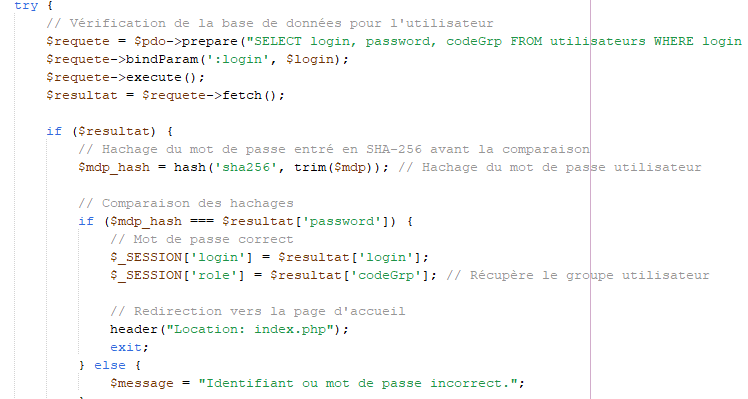 try {
// Vérification de la base de données pour l'utilisateur
$requete = $pdo->prepare("SELECT login, password, codeGrp FROM utilisateurs WHERE login
$requete->bindParam(':login', $login);
$requete->execute();
$resultat = $requete->fetch();
if ($resultat) {
// Hachage du mot de passe entré en SHA-256 avant la comparaison
$mdp_hash = hash('sha256', trim($mdp)); // Hachage du mot de passe utilisateur
// Comparaison des hachages
if ($mdp_hash === $resultat['password']) {
// Mot de passe correct
$_SESSION['login'] = $resultat['login'];
$_SESSION['role'] = $resultat['codeGrp']; // Récupère le groupe utilisateur
// Redirection vers la page d'accueil
header("Location: index.php");
exit;
} else {
$message = "Identifiant ou mot de passe incorrect.";